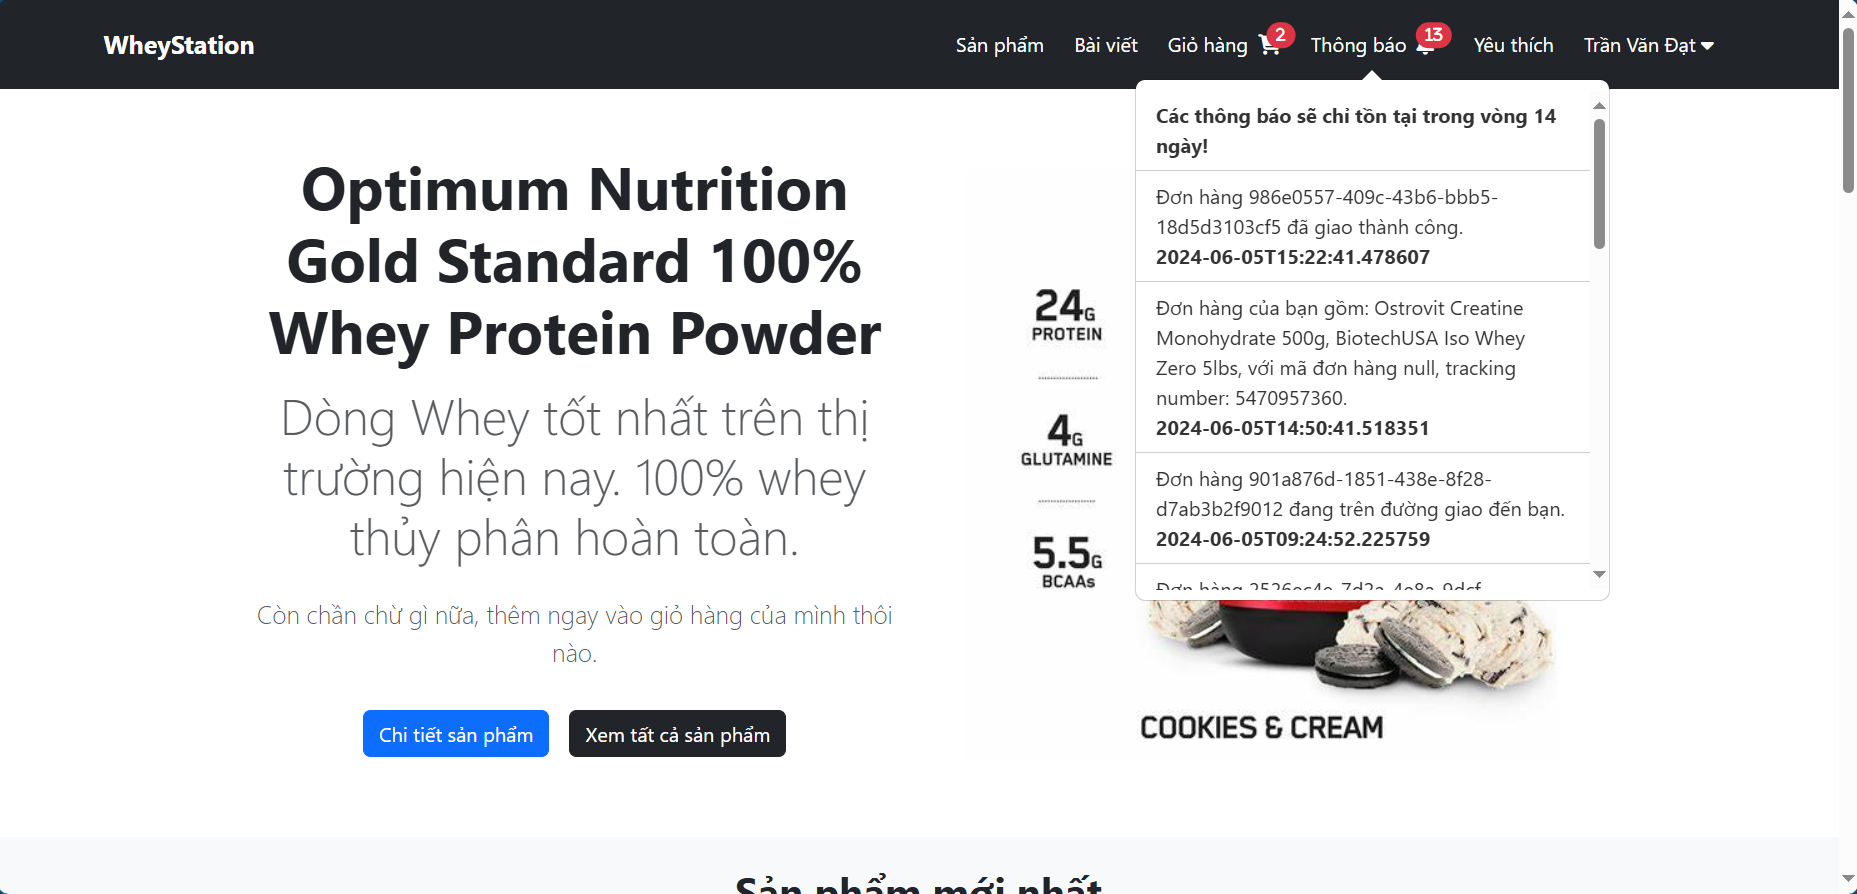 WheyStation
Sản phẩm
Bài viết
Giỏ hàng 2
Thông báo 13
Yêu thích
Trần Văn Đạt
Các thông báo sẽ chỉ tồn tại trong vòng 14
ngày!
Đơn hàng 986e0557-409c-43b6-bbb5-
18d5d3103cf5 đã giao thành công.
2024-06-05T15:22:41.478607
Đơn hàng của bạn gồm: Ostrovit Creatine
Monohydrate 500g, BiotechUSA Iso Whey
Zero 5lbs, với mã đơn hàng null, tracking
number: 5470957360.
2024-06-05T14:50:41.518351
Đơn hàng 901a876d-1851-438e-8f28-
d7ab3b2f9012 đang trên đường giao đến bạn.
2024-06-05T09:24:52.225759
Đơn hàng
Optimum Nutrition
Gold Standard 100%
Whey Protein Powder
Dòng Whey tốt nhất trên thị
trường hiện nay. 100% whey
thủy phân hoàn toàn.
Còn chần chừ gì nữa, thêm ngay vào giỏ hàng của mình thôi
nào.
Chi tiết sản phẩm
Xem tất cả sản phẩm
24G
PROTEIN
4G
GLUTAMINE
5.5G
BCAAs
COOKIES & CREAM
Sản phẩm mới nhất